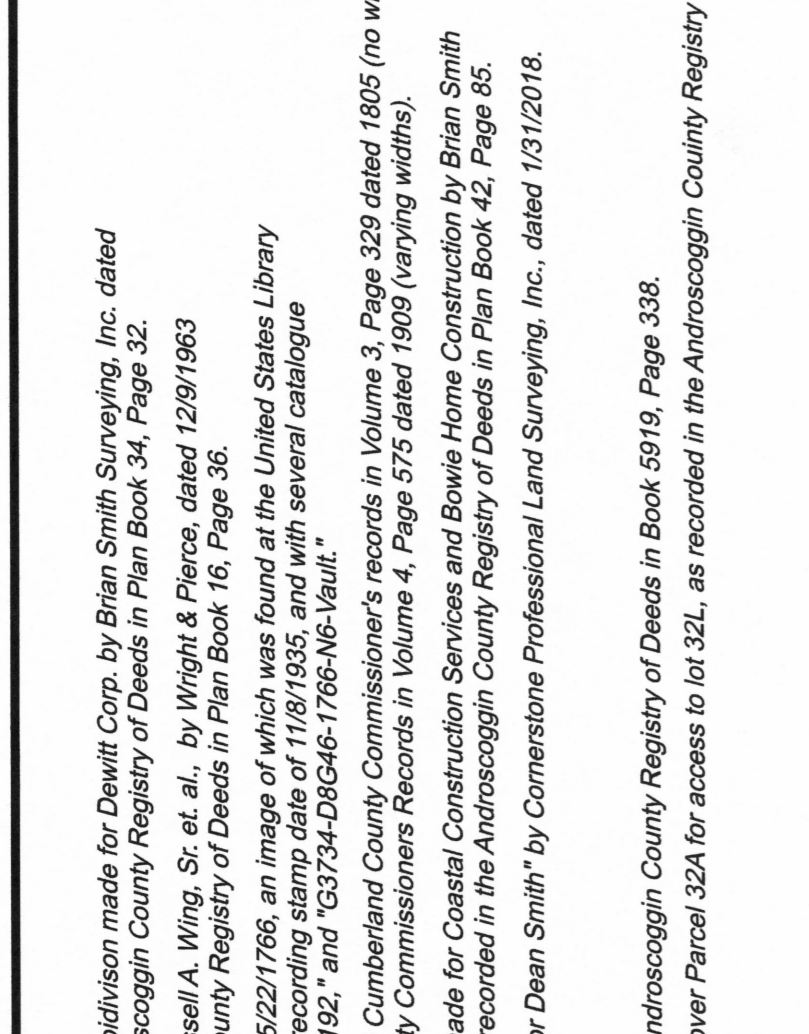 bidivison made for Dewitt Corp. by Brian Smith Surveying, Inc. dated
scoggin County Registry of Deeds in Plan Book 34, Page 32.
sell A. Wing, Sr. et. al., by Wright & Pierce, dated 12/9/1963
unty Registry of Deeds in Plan Book 16, Page 36.
5/22/1766, an image of which was found at the United States Library
recording stamp date of 11/8/1935, and with several catalogue
192," and "G3734-D8G46-1766-N6-Vault."
Cumberland County Commissioner's records in Volume 3, Page 329 dated 1805 (no wi
ty Commissioners Records in Volume 4, Page 575 dated 1909 (varying widths).
ade for Coastal Construction Services and Bowie Home Construction by Brian Smith
recorded in the Androscoggin County Registry of Deeds in Plan Book 42, Page 85.
or Dean Smith" by Cornerstone Professional Land Surveying, Inc., dated 1/31/2018.
ndroscoggin County Registry of Deeds in Book 5919, Page 338.
over Parcel 32A for access to lot 32L, as recorded in the Androscoggin Couinty Registry